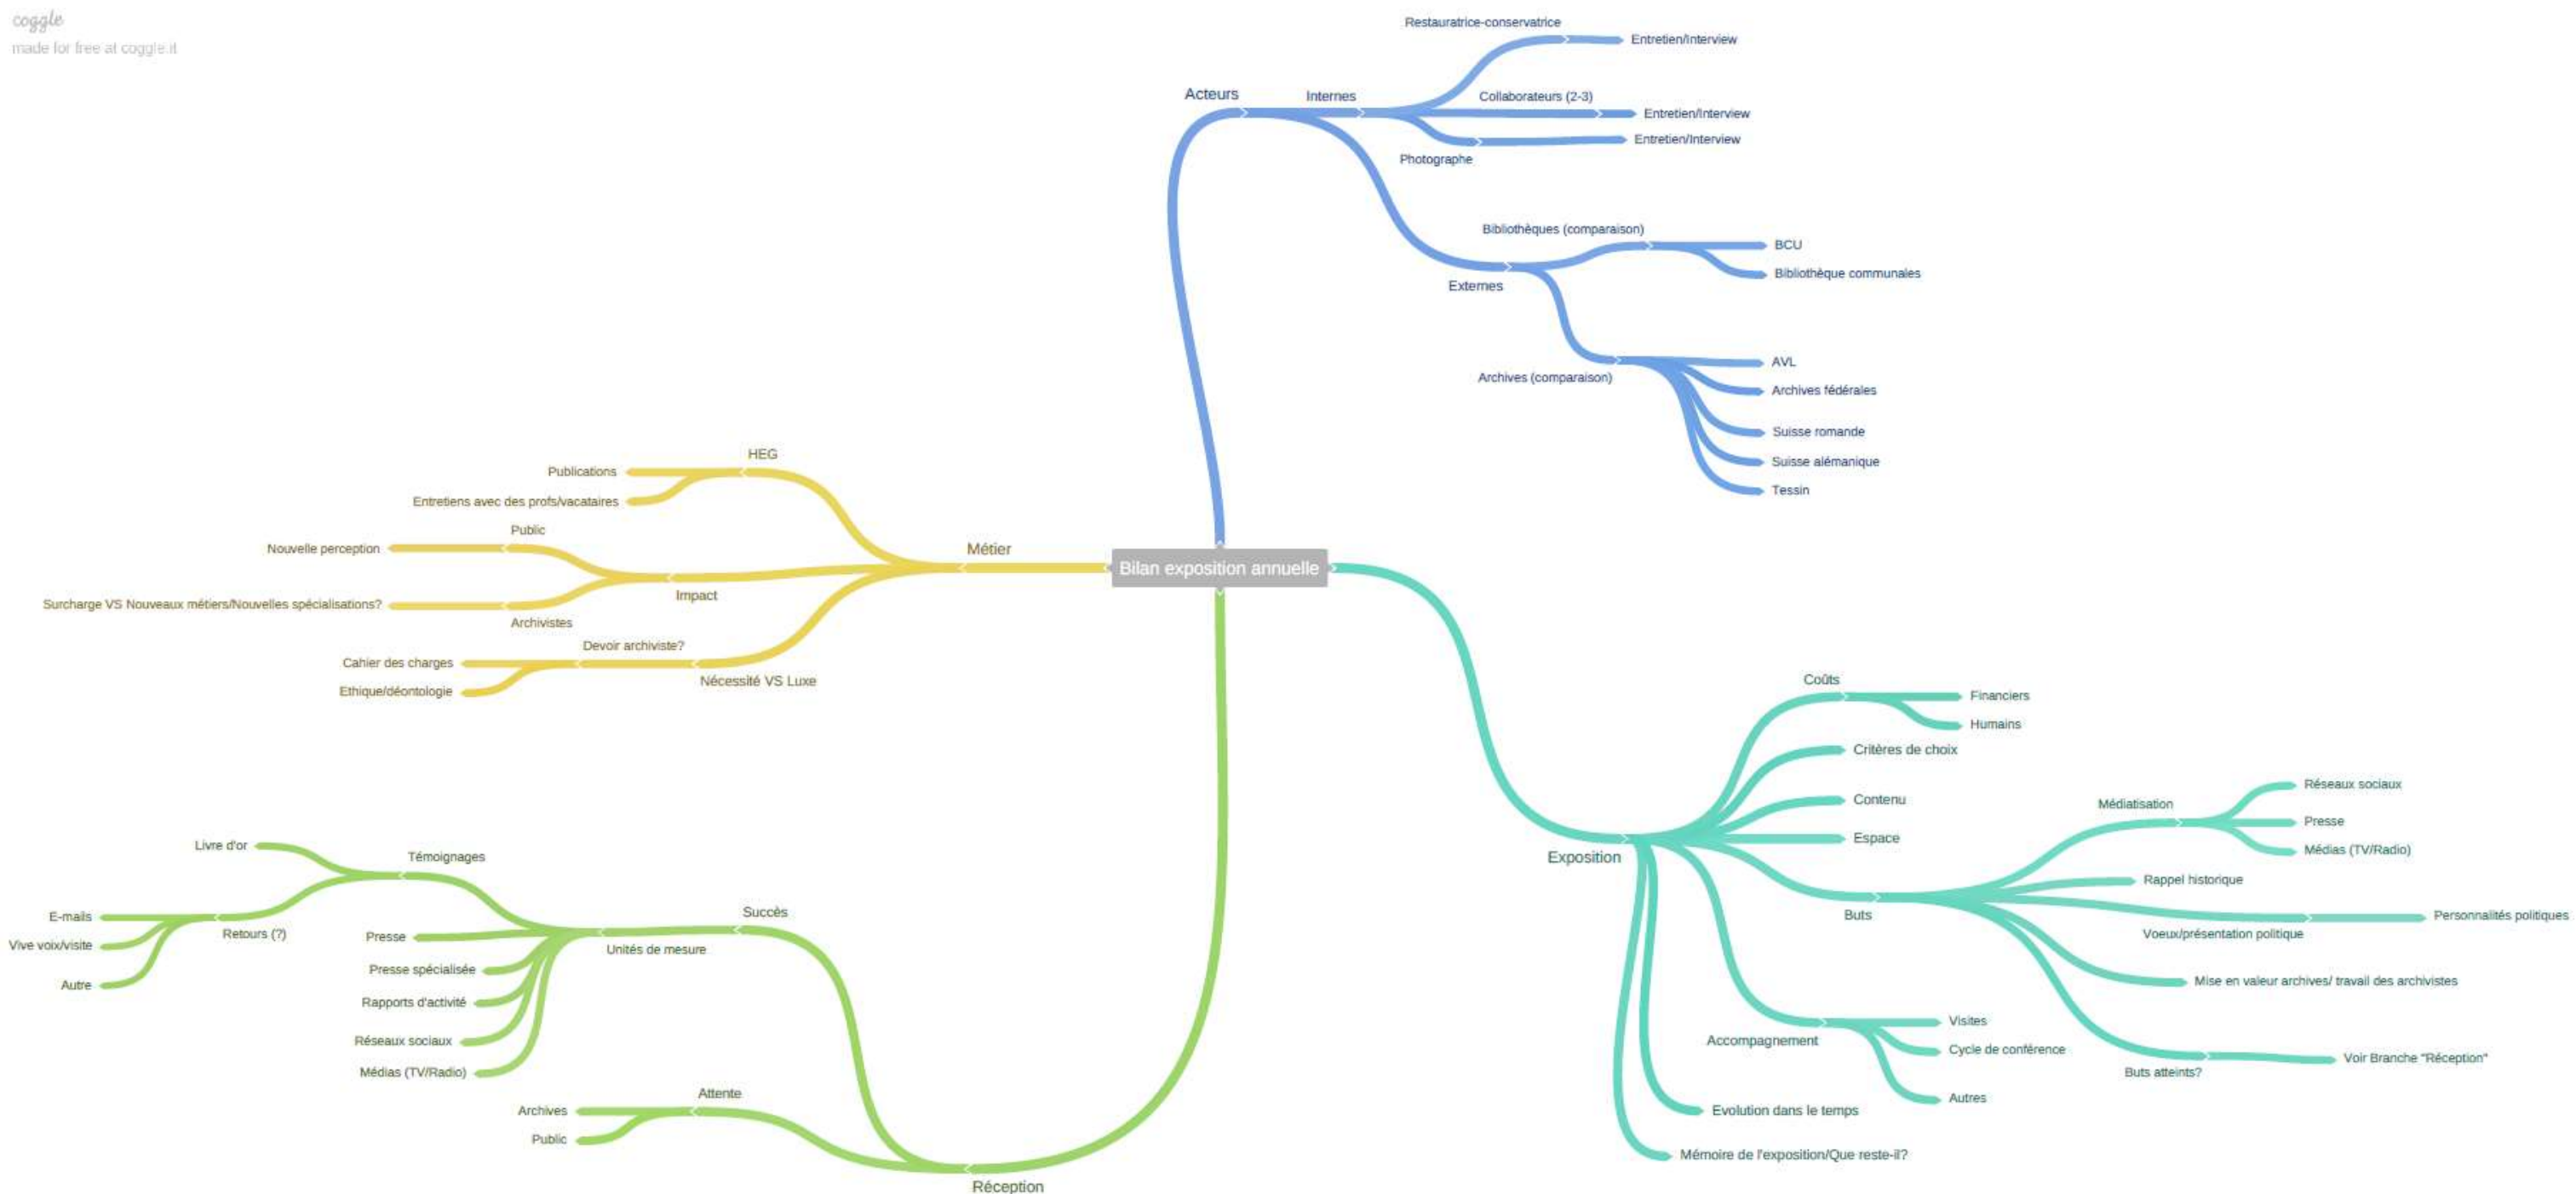 coggle
made for free at coggle.it
Bilan exposition annuelle
Acteurs
Internes
Restauratrice-conservatrice
Entretien/Interview
Collaborateurs (2-3)
Entretien/Interview
Photographe
Entretien/Interview
Externes
Bibliothèques (comparaison)
BCU
Bibliothèque communales
Archives (comparaison)
AVL
Archives fédérales
Suisse romande
Suisse alémanique
Tessin
Exposition
Coûts
Financiers
Humains
Critères de choix
Contenu
Espace
Buts
Médiatisation
Réseaux sociaux
Presse
Médias (TV/Radio)
Rappel historique
Voeux/présentation politique
Personnalités politiques
Mise en valeur archives/ travail des archivistes
Buts atteints?
Voir Branche "Réception"
Accompagnement
Visites
Cycle de conférence
Autres
Evolution dans le temps
Mémoire de l'exposition/Que reste-il?
Métier
HEG
Publications
Entretiens avec des profs/vacataires
Impact
Public
Nouvelle perception
Archivistes
Surcharge VS Nouveaux métiers/Nouvelles spécialisations?
Nécessité VS Luxe
Devoir archiviste?
Cahier des charges
Ethique/déontologie
Réception
Succès
Unités de mesure
Témoignages
Livre d'or
Retours (?)
E-mails
Vive voix/visite
Autre
Presse
Presse spécialisée
Rapports d'activité
Réseaux sociaux
Médias (TV/Radio)
Attente
Archives
Public